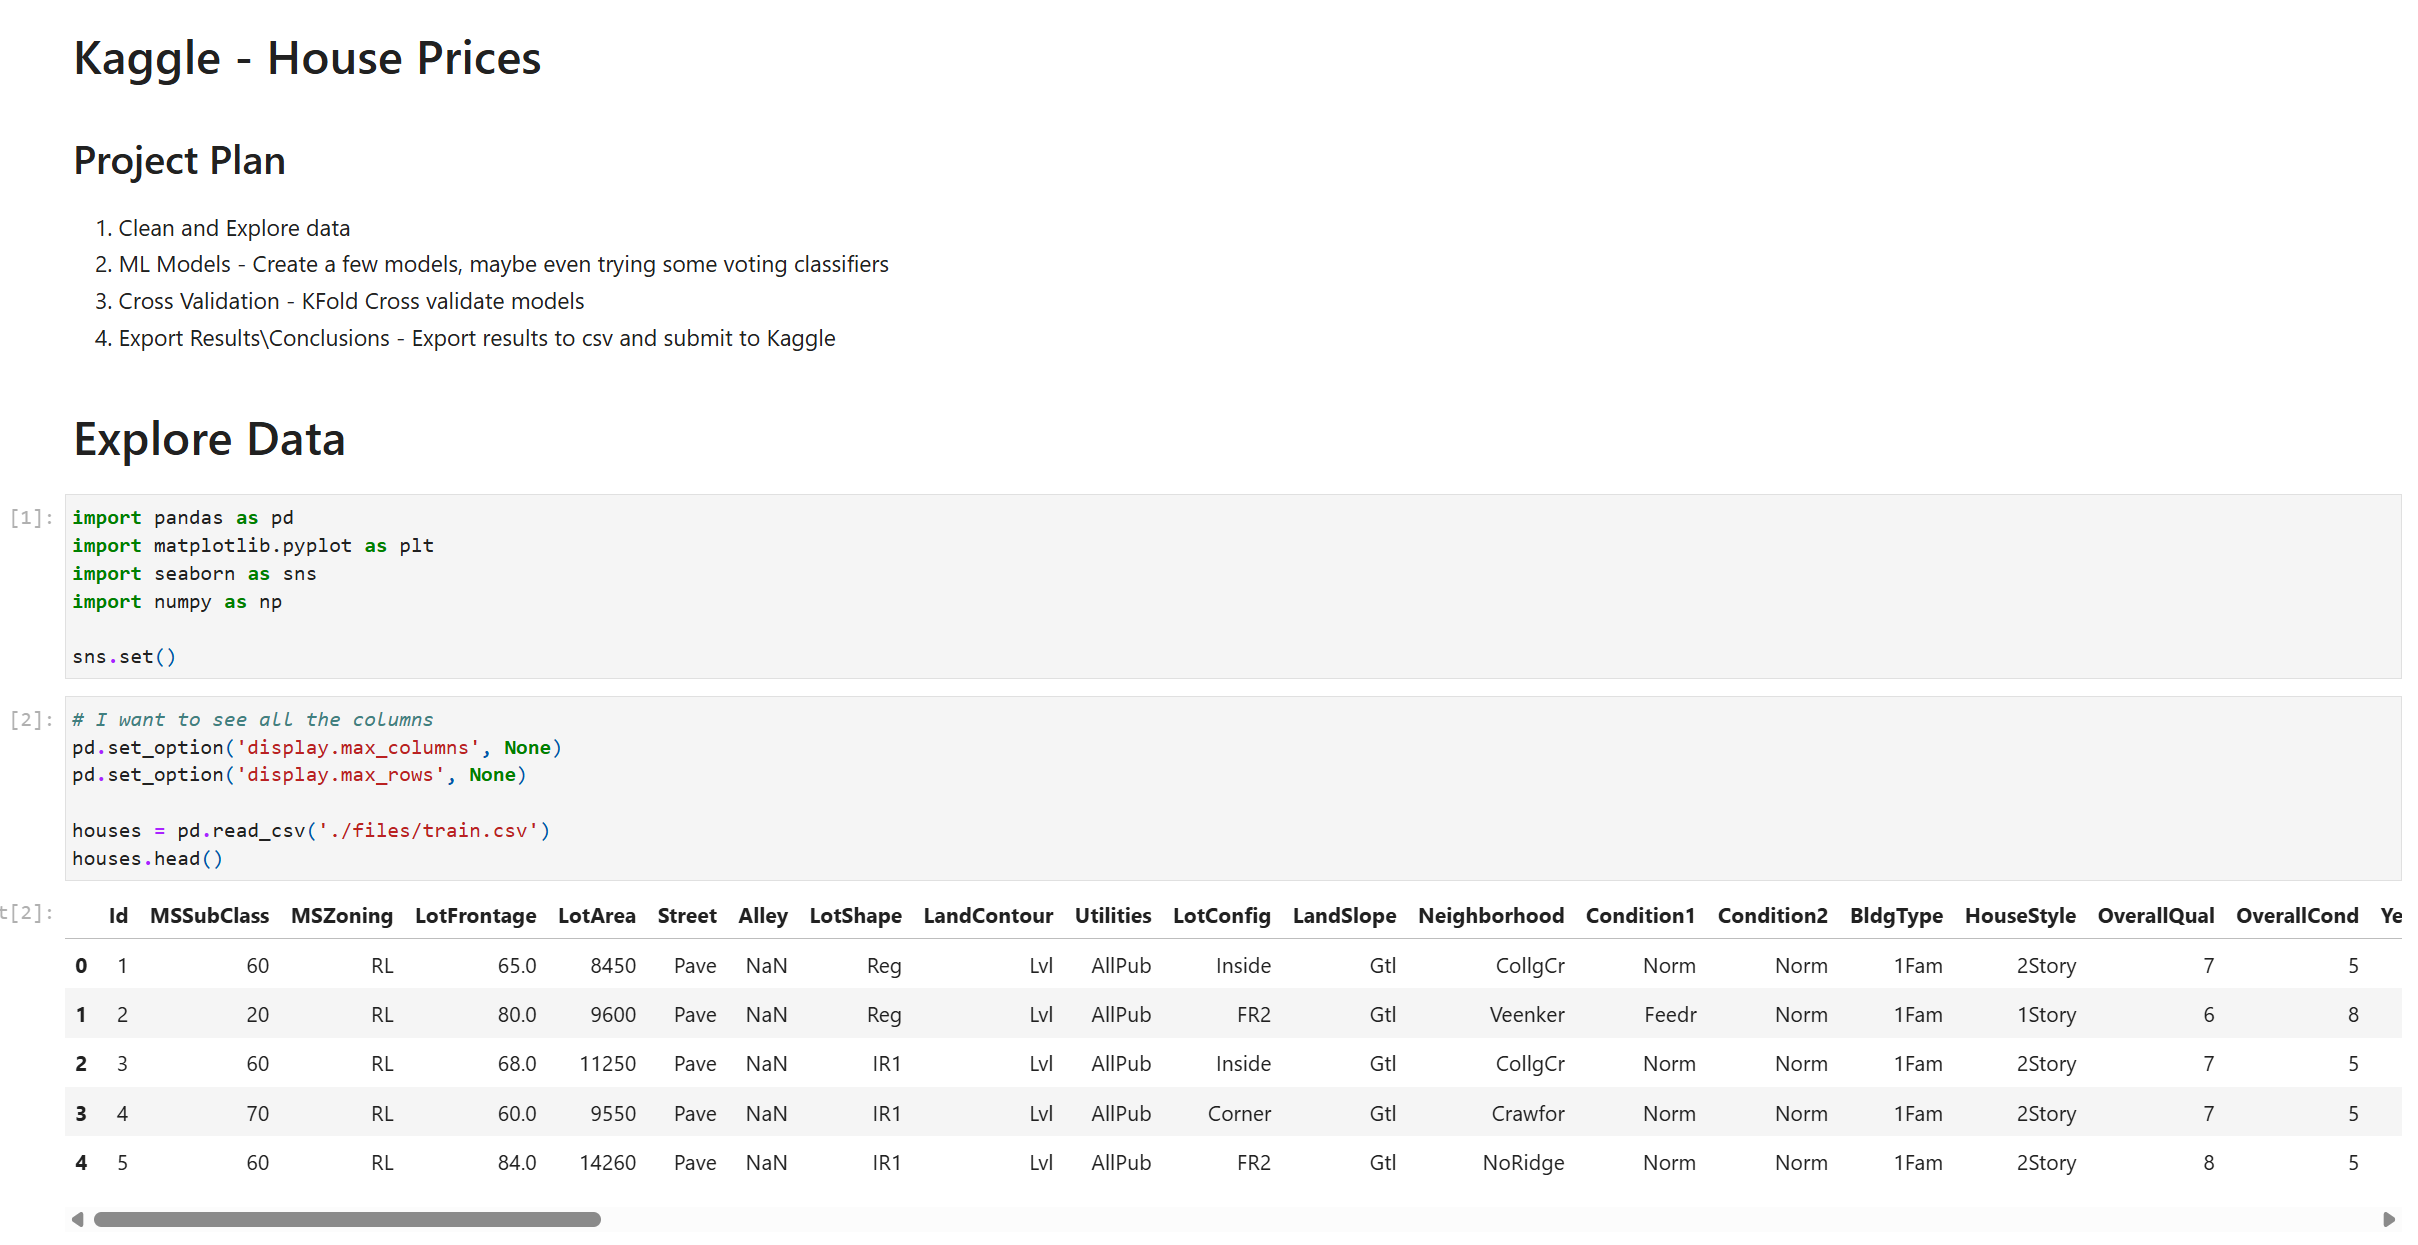 Kaggle - House Prices
Project Plan
1. Clean and Explore data
2. ML Models - Create a few models, maybe even trying some voting classifiers
3. Cross Validation - KFold Cross validate models
4. Export Results\Conclusions - Export results to csv and submit to Kaggle
Explore Data
[1]: import pandas as pd
import matplotlib.pyplot as plt
import seaborn as sns
import numpy as np
sns.set()
[2]: # I want to see all the columns
pd.set_option('display.max_columns', None)
pd.set_option('display.max_rows', None)
houses = pd.read_csv('./files/train.csv')
houses.head()
t[2]: Id MSSubClass MSZoning LotFrontage LotArea Street Alley LotShape LandContour Utilities LotConfig LandSlope Neighborhood Condition1 Condition2 BldgType HouseStyle OverallQual OverallCond Ye
0 1 60 RL 65.0 8450 Pave NaN Reg Lvl AllPub Inside Gtl CollgCr Norm Norm 1Fam 2Story 7 5
1 2 20 RL 80.0 9600 Pave NaN Reg Lvl AllPub FR2 Gtl Veenker Feedr Norm 1Fam 1Story 6 8
2 3 60 RL 68.0 11250 Pave NaN IR1 Lvl AllPub Inside Gtl CollgCr Norm Norm 1Fam 2Story 7 5
3 4 70 RL 60.0 9550 Pave NaN IR1 Lvl AllPub Corner Gtl Crawfor Norm Norm 1Fam 2Story 7 5
4 5 60 RL 84.0 14260 Pave NaN IR1 Lvl AllPub FR2 Gtl NoRidge Norm Norm 1Fam 2Story 8 5